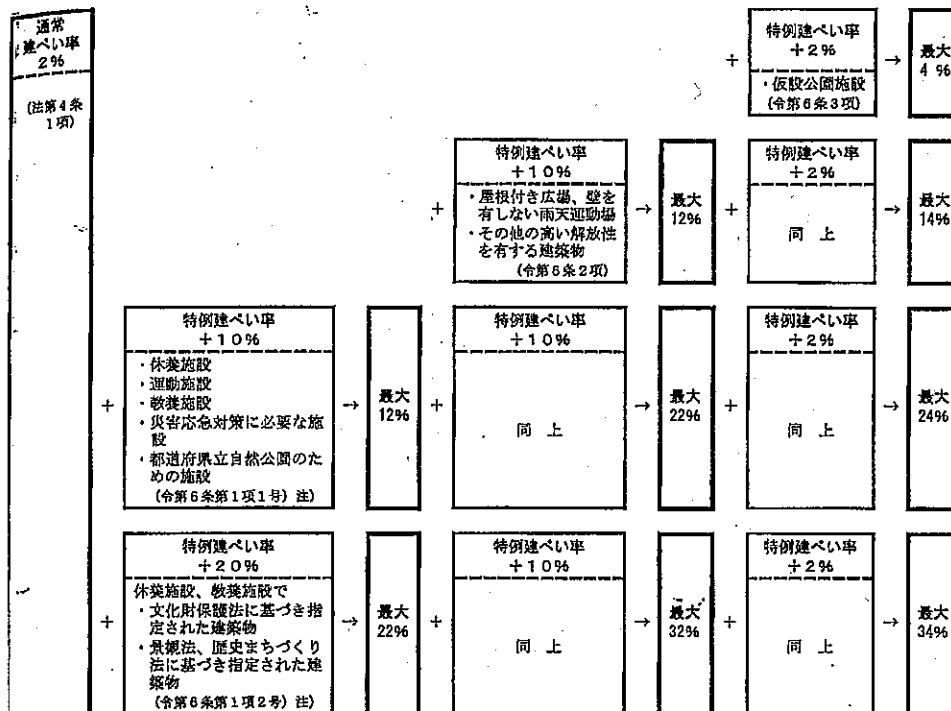 通常
建ぺい率
2%
(法第4条
1項)
+
特例建ぺい率
+2%
・仮設公園施設
(令第6条3項)
→
最大
4%
+
特例建ぺい率
+10%
・屋根付き広場、壁を
有しない雨天運動場
・その他の高い解放性
を有する建築物
(令第6条2項)
→
最大
12%
+
特例建ぺい率
+2%
同 上
→
最大
14%
+
特例建ぺい率
+10%
・休養施設
・運動施設
・教養施設
・災害応急対策に必要な施
設
・都道府県立自然公園のた
めの施設
(令第6条第1項1号)注)
→
最大
12%
+
特例建ぺい率
+10%
同 上
→
最大
22%
+
特例建ぺい率
+2%
同 上
→
最大
24%
+
特例建ぺい率
+20%
休養施設、教養施設で
・文化財保護法に基づき指
定された建築物
・景観法、歴史まちづくり
法に基づき指定された建
築物
(令第6条第1項2号)注)
→
最大
22%
+
特例建ぺい率
+10%
同 上
→
最大
32%
+
特例建ぺい率
+2%
同 上
→
最大
34%